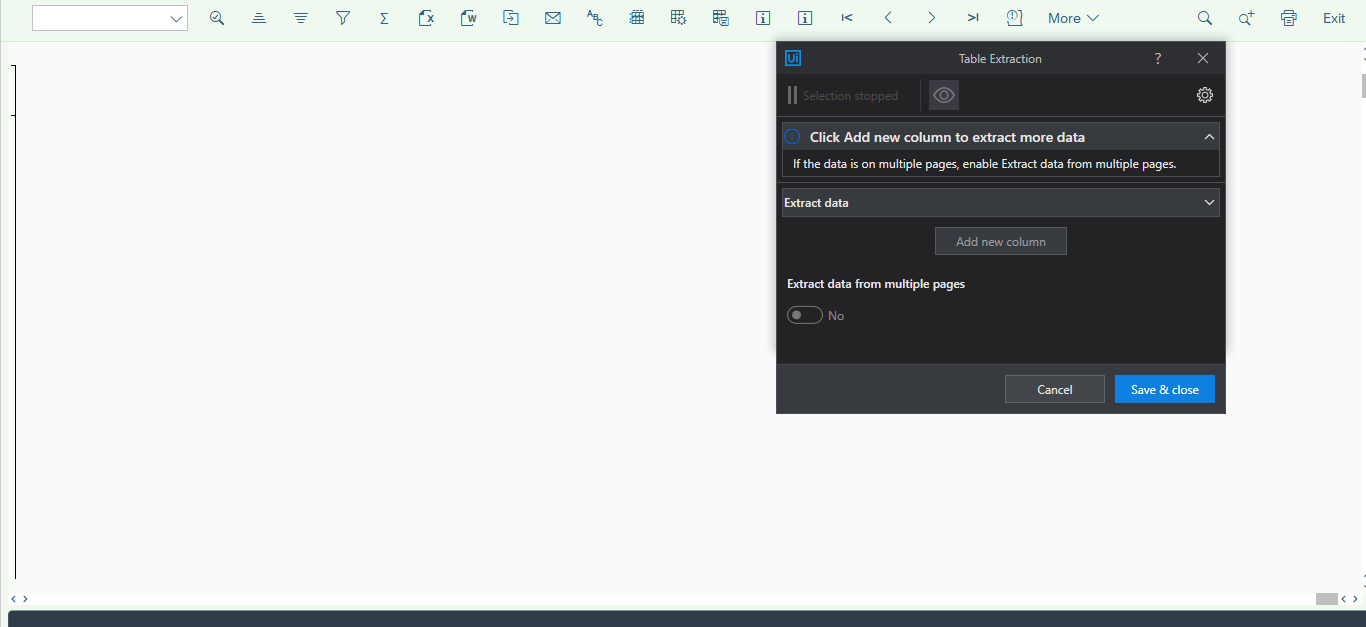 More
Exit
Ui
Table Extraction
?
Selection stopped
Click Add new column to extract more data
If the data is on multiple pages, enable Extract data from multiple pages.
Extract data
Add new column
Extract data from multiple pages
No
Cancel
Save & close